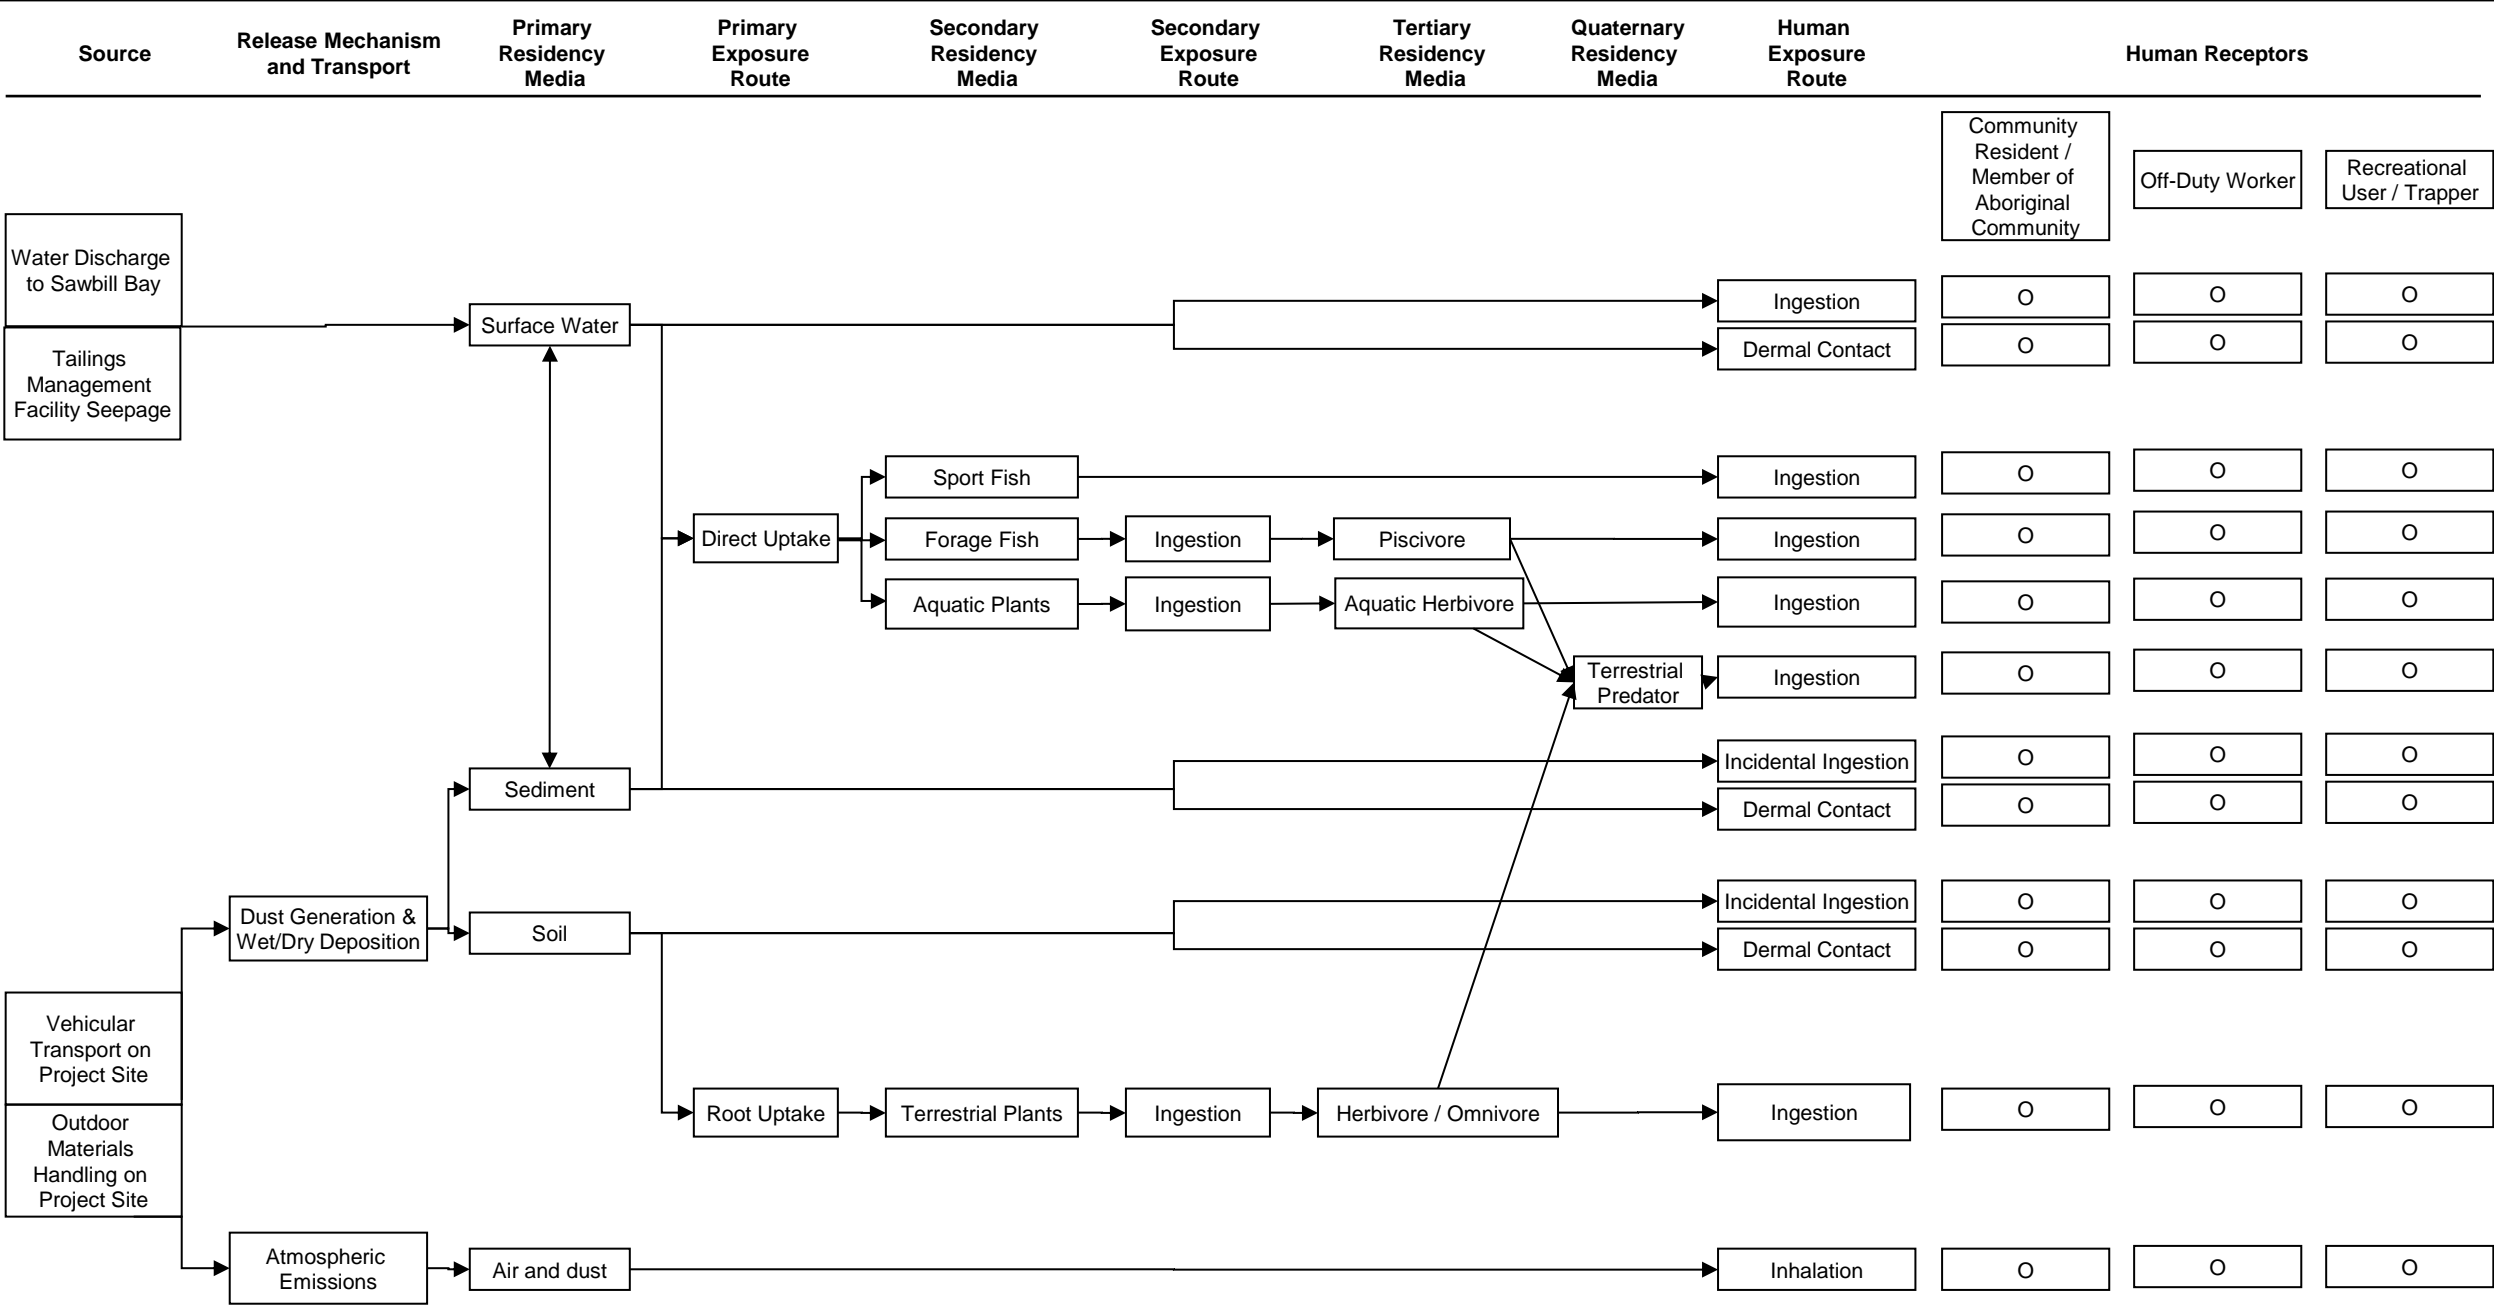 Source
Release Mechanism
and Transport
Primary
Residency
Media
Primary
Exposure
Route
Secondary
Residency
Media
Secondary
Exposure
Route
Tertiary
Residency
Media
Quaternary
Residency
Media
Human
Exposure
Route
Human Receptors
Community
Resident /
Member of
Aboriginal
Community
Off-Duty Worker
Recreational
User / Trapper
Water Discharge
to Sawbill Bay
Tailings
Management
Facility Seepage
Surface Water
Ingestion
O
O
O
Dermal Contact
O
O
O
Sport Fish
Ingestion
O
O
O
Direct Uptake
Forage Fish
Ingestion
Piscivore
Ingestion
O
O
O
Aquatic Plants
Ingestion
Aquatic Herbivore
Ingestion
O
O
O
Terrestrial
Predator
Ingestion
O
O
O
Sediment
Incidental Ingestion
O
O
O
Dermal Contact
O
O
O
Dust Generation &
Wet/Dry Deposition
Soil
Incidental Ingestion
O
O
O
Dermal Contact
O
O
O
Vehicular
Transport on
Project Site
Outdoor
Materials
Handling on
Project Site
Root Uptake
Terrestrial Plants
Ingestion
Herbivore / Omnivore
Ingestion
O
O
O
Atmospheric
Emissions
Air and dust
Inhalation
O
O
O